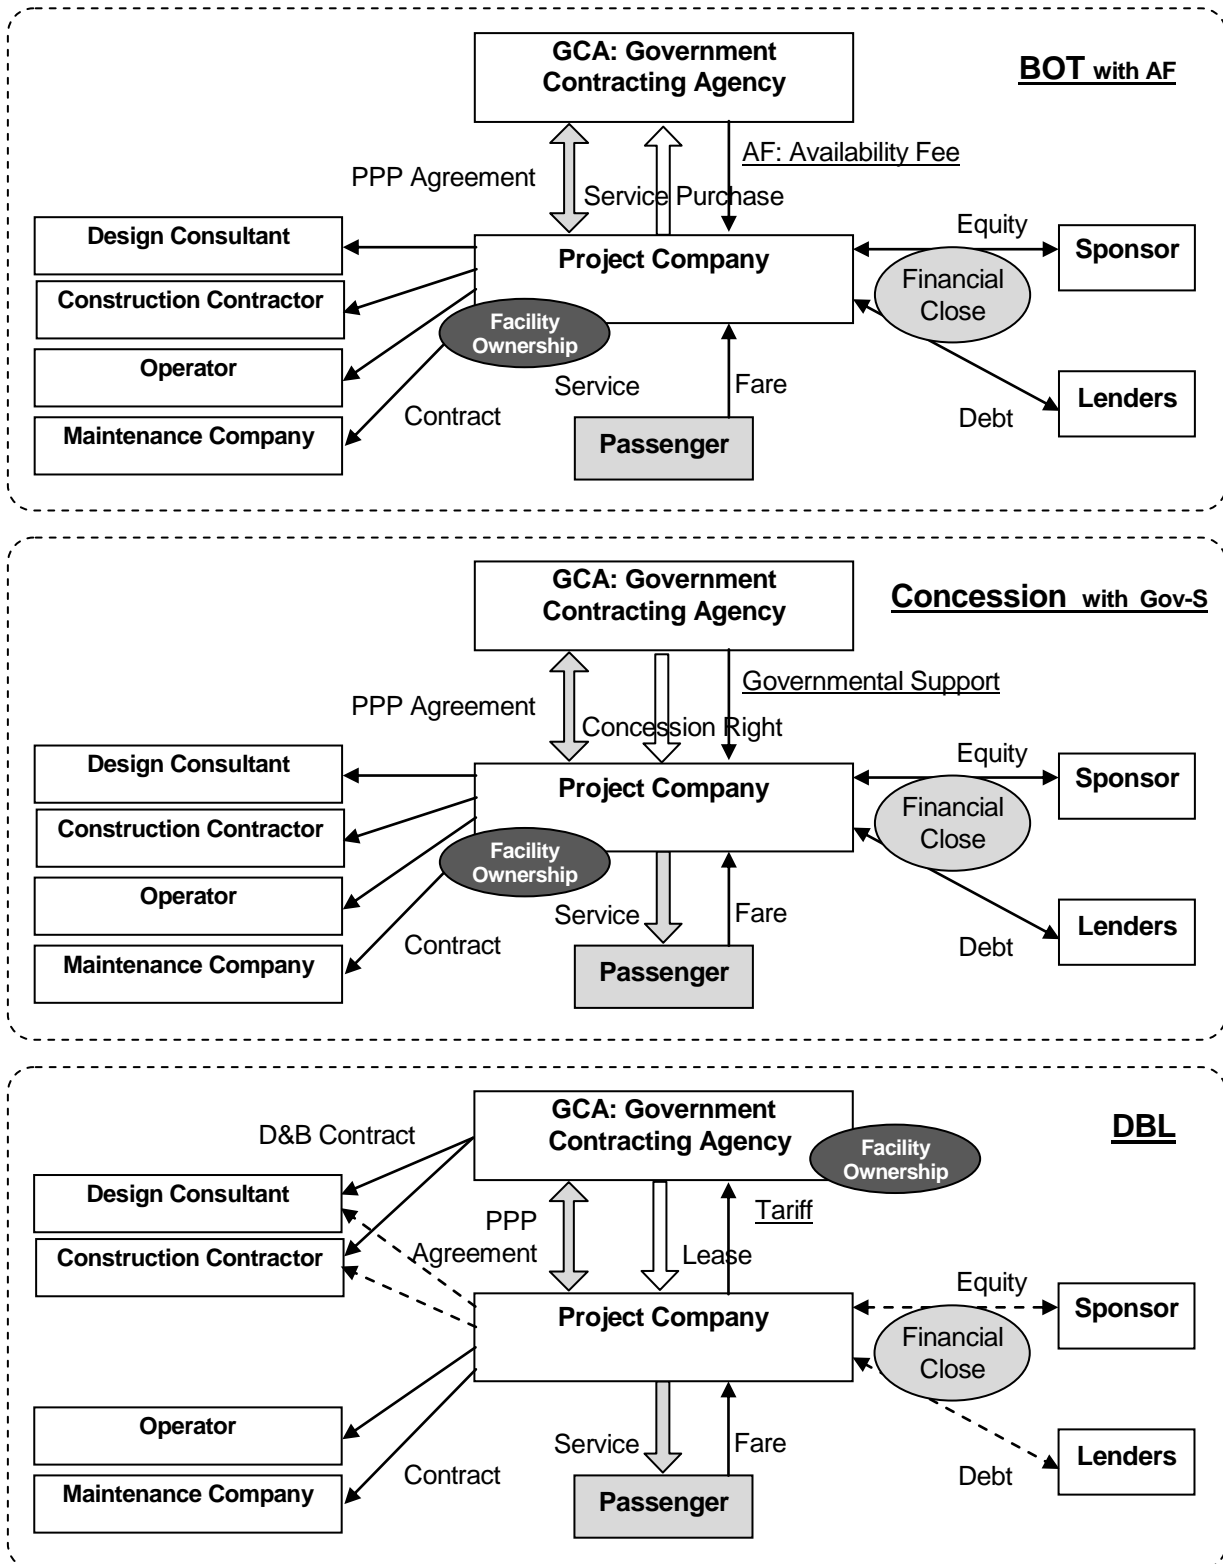 GCA: Government
Contracting Agency
BOT with AF
PPP Agreement
Service Purchase
AF: Availability Fee
Design Consultant
Construction Contractor
Operator
Maintenance Company
Project Company
Facility
Ownership
Equity
Financial
Close
Sponsor
Debt
Lenders
Contract
Service
Fare
Passenger
GCA: Government
Contracting Agency
Concession with Gov-S
PPP Agreement
Concession Right
Governmental Support
Design Consultant
Construction Contractor
Operator
Maintenance Company
Project Company
Facility
Ownership
Equity
Financial
Close
Sponsor
Debt
Lenders
Contract
Service
Fare
Passenger
GCA: Government
Contracting Agency
DBL
Facility
Ownership
D&B Contract
Design Consultant
Construction Contractor
PPP
Agreement
Lease
Tariff
Project Company
Equity
Financial
Close
Sponsor
Debt
Lenders
Operator
Maintenance Company
Contract
Service
Fare
Passenger